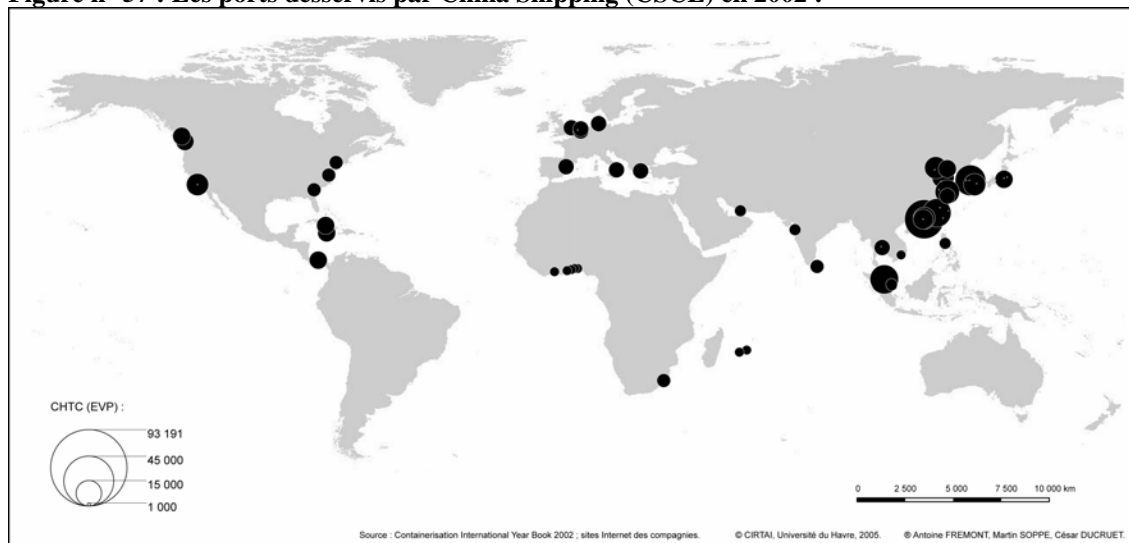 Figure n° 37 : Les ports desservis par China Shipping (CSCL) en 2002 :
CHTC (EVP) :
93 191
45 000
15 000
1 000
0 2 500 5 000 7 500 10 000 km
Source : Containerisation International Year Book 2002 ; sites Internet des compagnies. © CIRTAI, Université du Havre, 2005. ® Antoine FREMONT, Martin SOPPE, César DUCRUET.